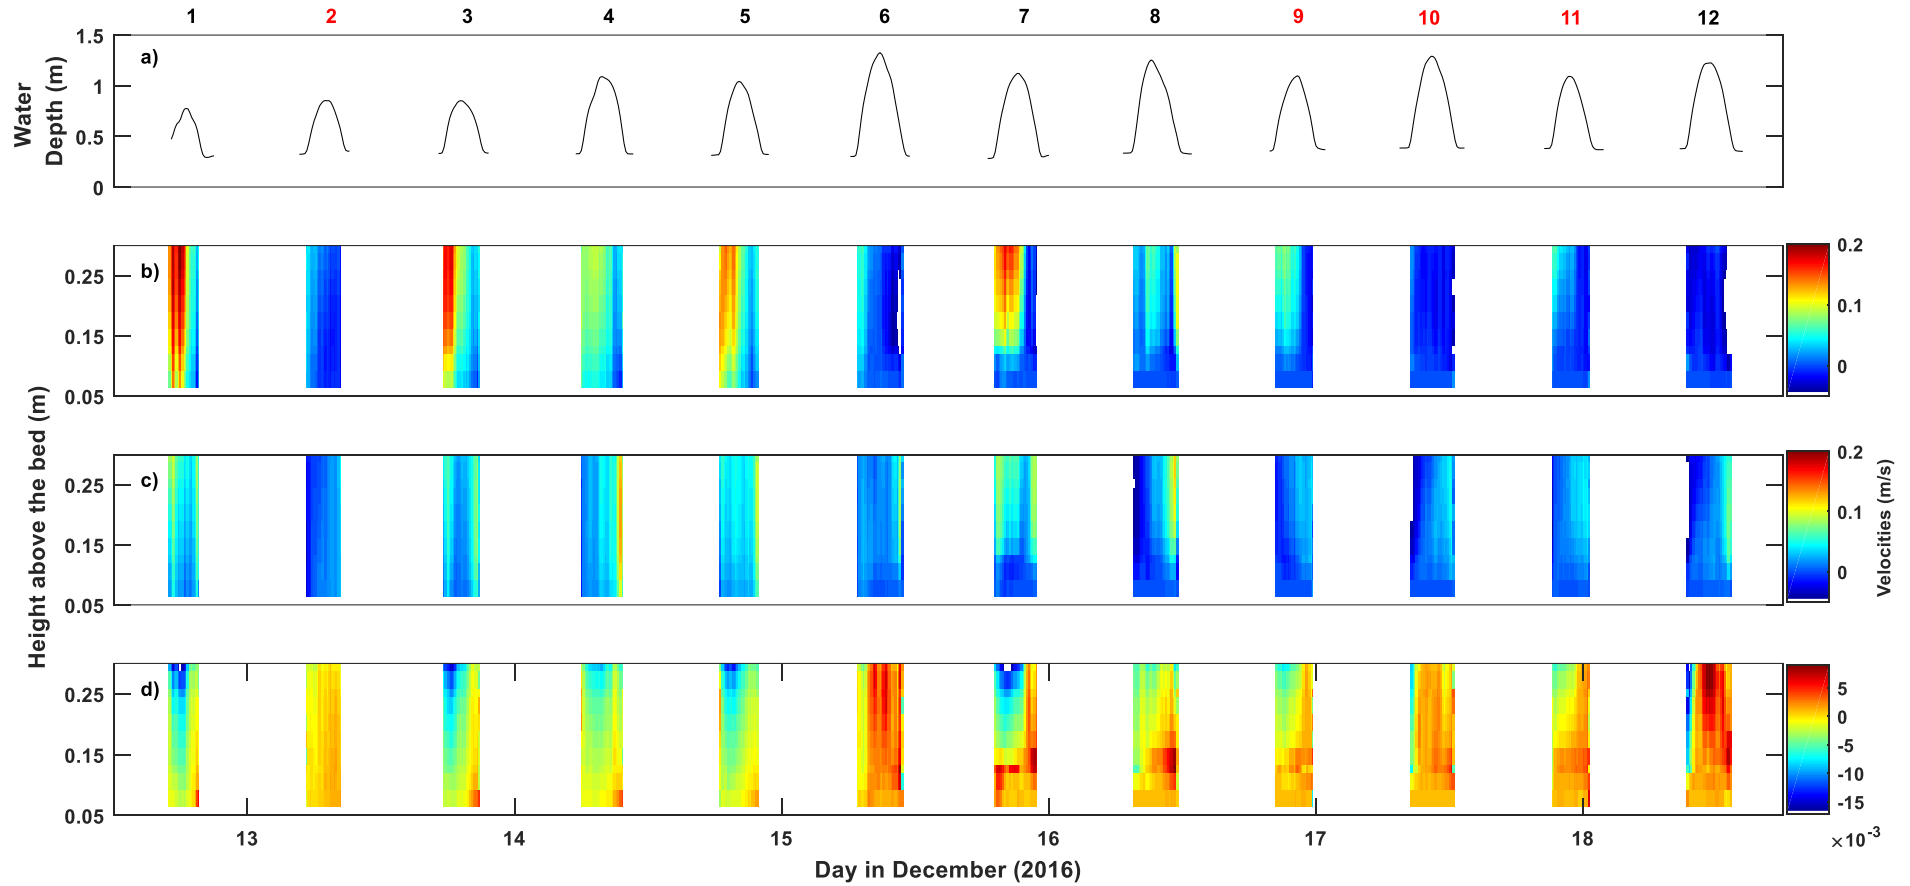 1 2 3 4 5 6 7 8 9 10 11 12
Water
Depth (m)
1.5
1
0.5
0
a)
Height above the bed (m)
b)
0.25
0.15
0.05
0.2
0.1
0
c)
0.25
0.15
0.05
0.2
0.1
0
Velocities (m/s)
d)
0.25
0.15
0.05
5
0
-5
-10
-15
×10-3
13 14 15 16 17 18
Day in December (2016)